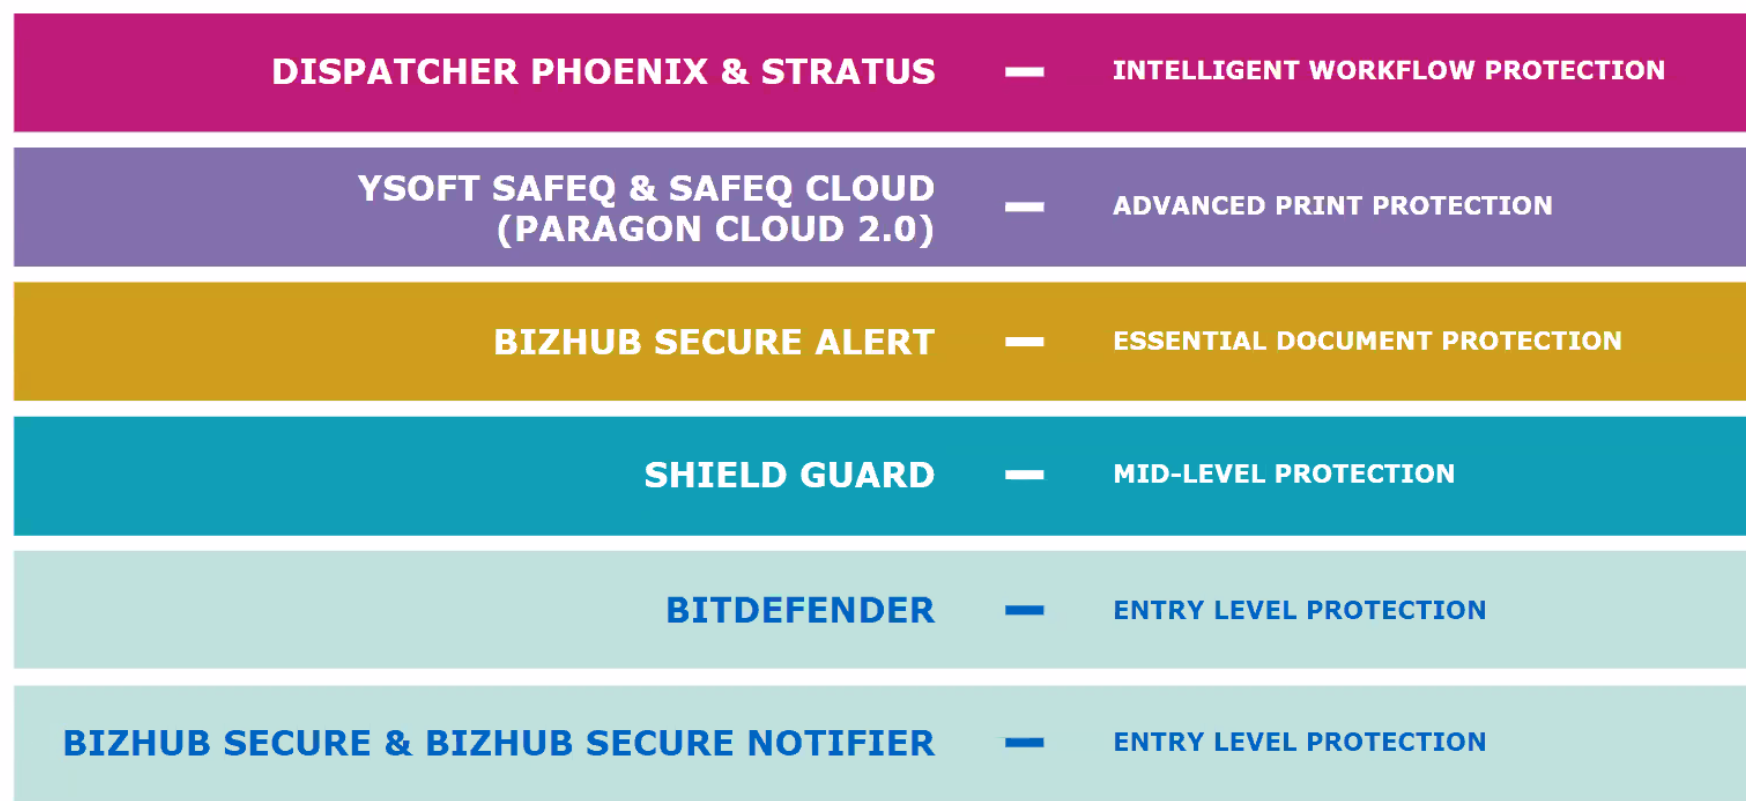 DISPATCHER PHOENIX & STRATUS — INTELLIGENT WORKFLOW PROTECTION
YSOFT SAFEQ & SAFEQ CLOUD
(PARAGON CLOUD 2.0) — ADVANCED PRINT PROTECTION
BIZHUB SECURE ALERT — ESSENTIAL DOCUMENT PROTECTION
SHIELD GUARD — MID-LEVEL PROTECTION
BITDEFENDER — ENTRY LEVEL PROTECTION
BIZHUB SECURE & BIZHUB SECURE NOTIFIER — ENTRY LEVEL PROTECTION